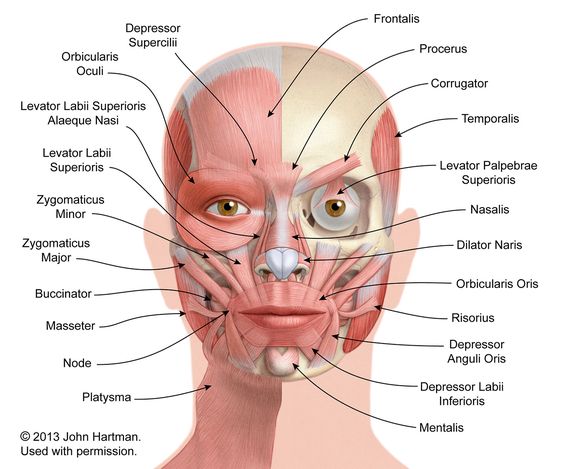 Depressor
Supercilii
Orbicularis
Oculi
Levator Labii Superioris
Alaeque Nasi
Levator Labii
Superioris
Zygomaticus
Minor
Zygomaticus
Major
Buccinator
Masseter
Node
Platysma
Frontalis
Procerus
Corrugator
Temporalis
Levator Palpebrae
Superioris
Nasalis
Dilator Naris
Orbicularis Oris
Risorius
Depressor
Anguli Oris
Depressor Labii
Inferioris
Mentalis
© 2013 John Hartman.
Used with permission.